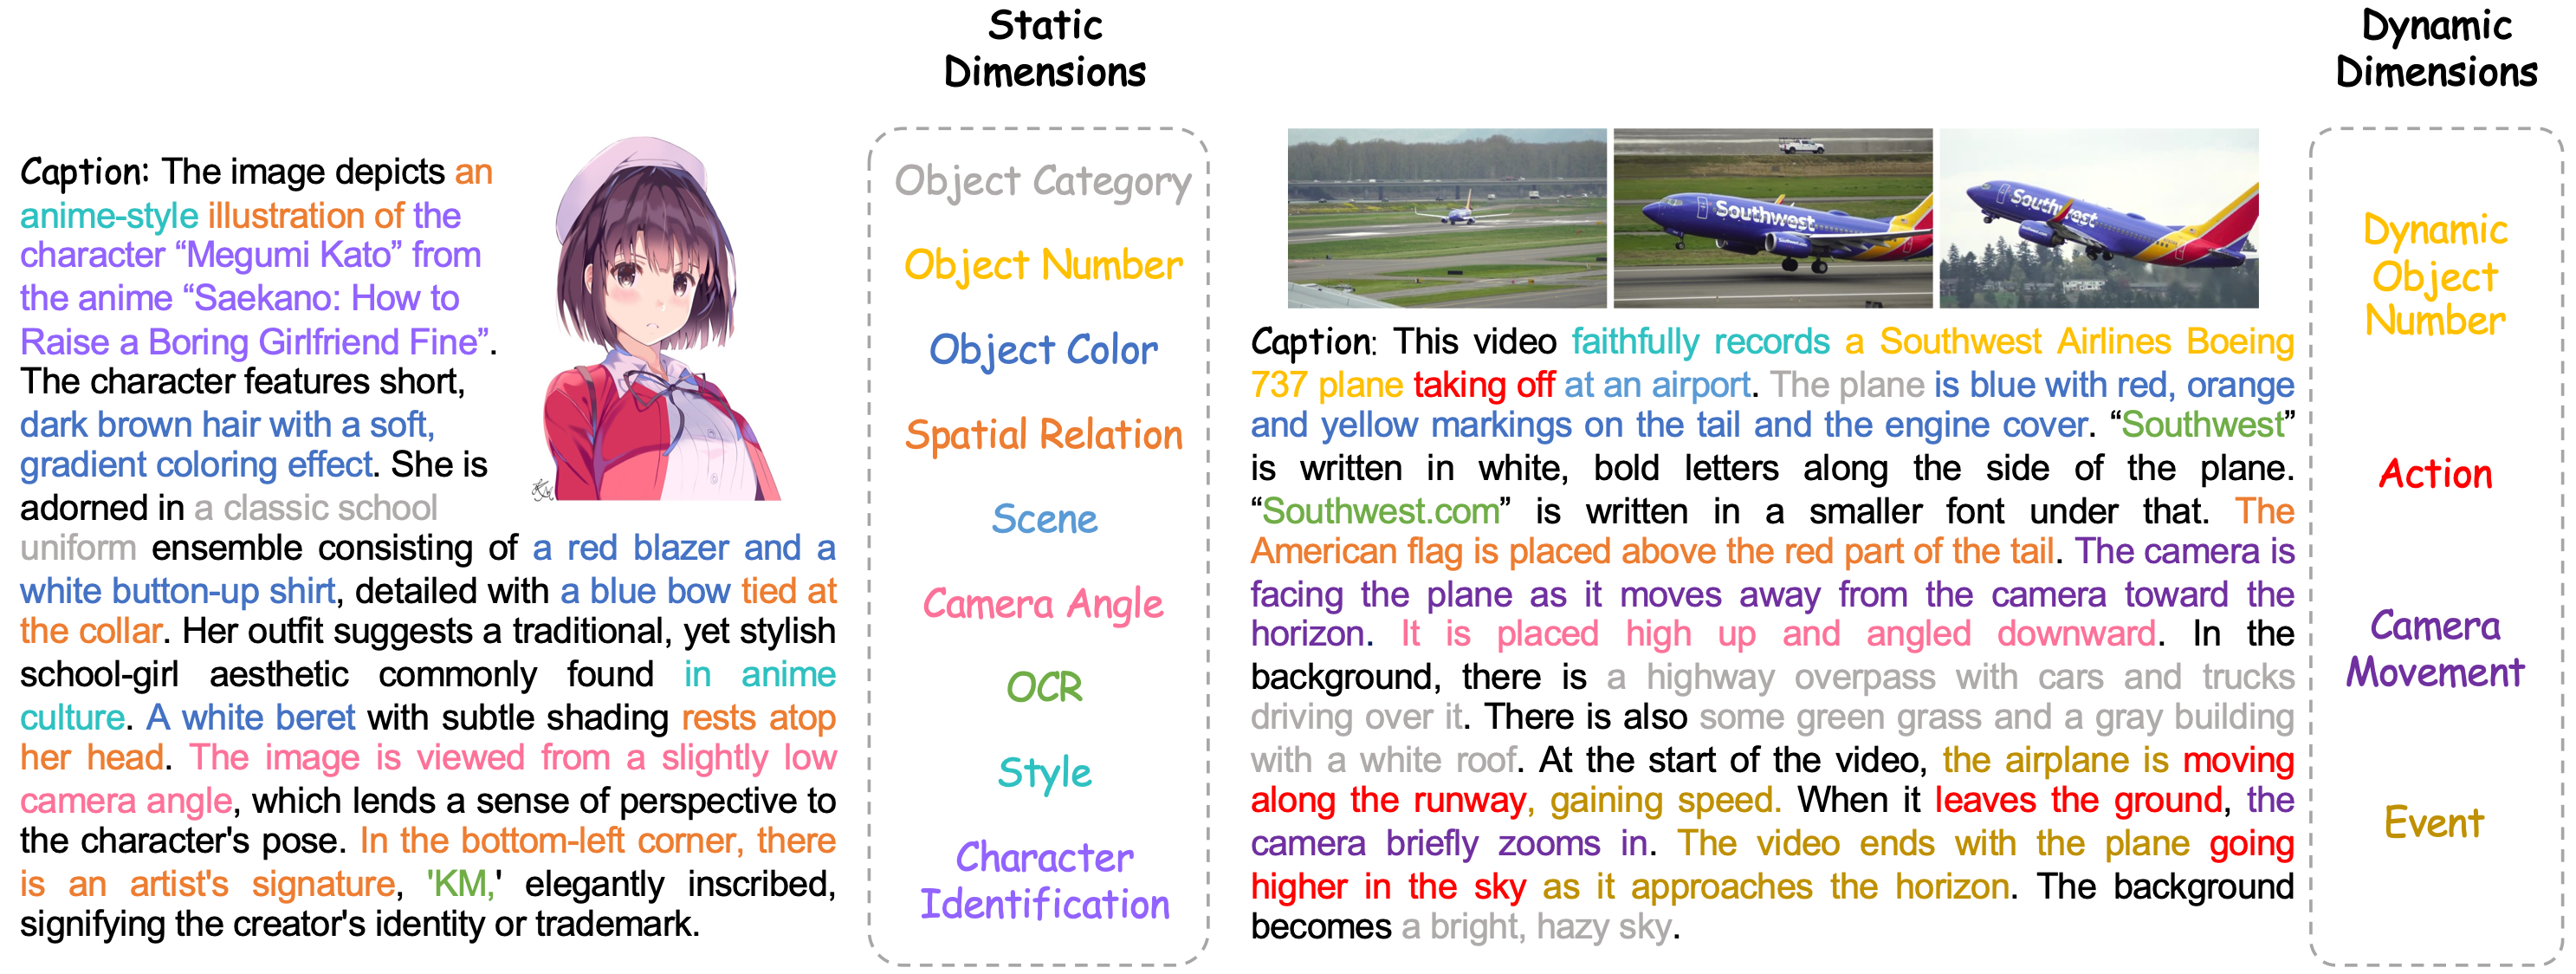 Static
Dimensions
Dynamic
Dimensions
Caption: The image depicts an
anime-style illustration of the
character “Megumi Kato” from
the anime “Saekano: How to
Raise a Boring Girlfriend Fine”.
The character features short,
dark brown hair with a soft,
gradient coloring effect. She is
adorned in a classic school
uniform ensemble consisting of a red blazer and a
white button-up shirt, detailed with a blue bow tied at
the collar. Her outfit suggests a traditional, yet stylish
school-girl aesthetic commonly found in anime
culture. A white beret with subtle shading rests atop
her head. The image is viewed from a slightly low
camera angle, which lends a sense of perspective to
the character's pose. In the bottom-left corner, there
is an artist's signature, 'KM,' elegantly inscribed,
signifying the creator's identity or trademark.
Object Category
Object Number
Object Color
Spatial Relation
Scene
Camera Angle
OCR
Style
Character
Identification
Southwest
Southwest
Caption: This video faithfully records a Southwest Airlines Boeing
737 plane taking off at an airport. The plane is blue with red, orange
and yellow markings on the tail and the engine cover. “Southwest”
is written in white, bold letters along the side of the plane.
“Southwest.com” is written in a smaller font under that. The
American flag is placed above the red part of the tail. The camera is
facing the plane as it moves away from the camera toward the
horizon. It is placed high up and angled downward. In the
background, there is a highway overpass with cars and trucks
driving over it. There is also some green grass and a gray building
with a white roof. At the start of the video, the airplane is moving
along the runway, gaining speed. When it leaves the ground, the
camera briefly zooms in. The video ends with the plane going
higher in the sky as it approaches the horizon. The background
becomes a bright, hazy sky.
Dynamic
Object
Number
Action
Camera
Movement
Event